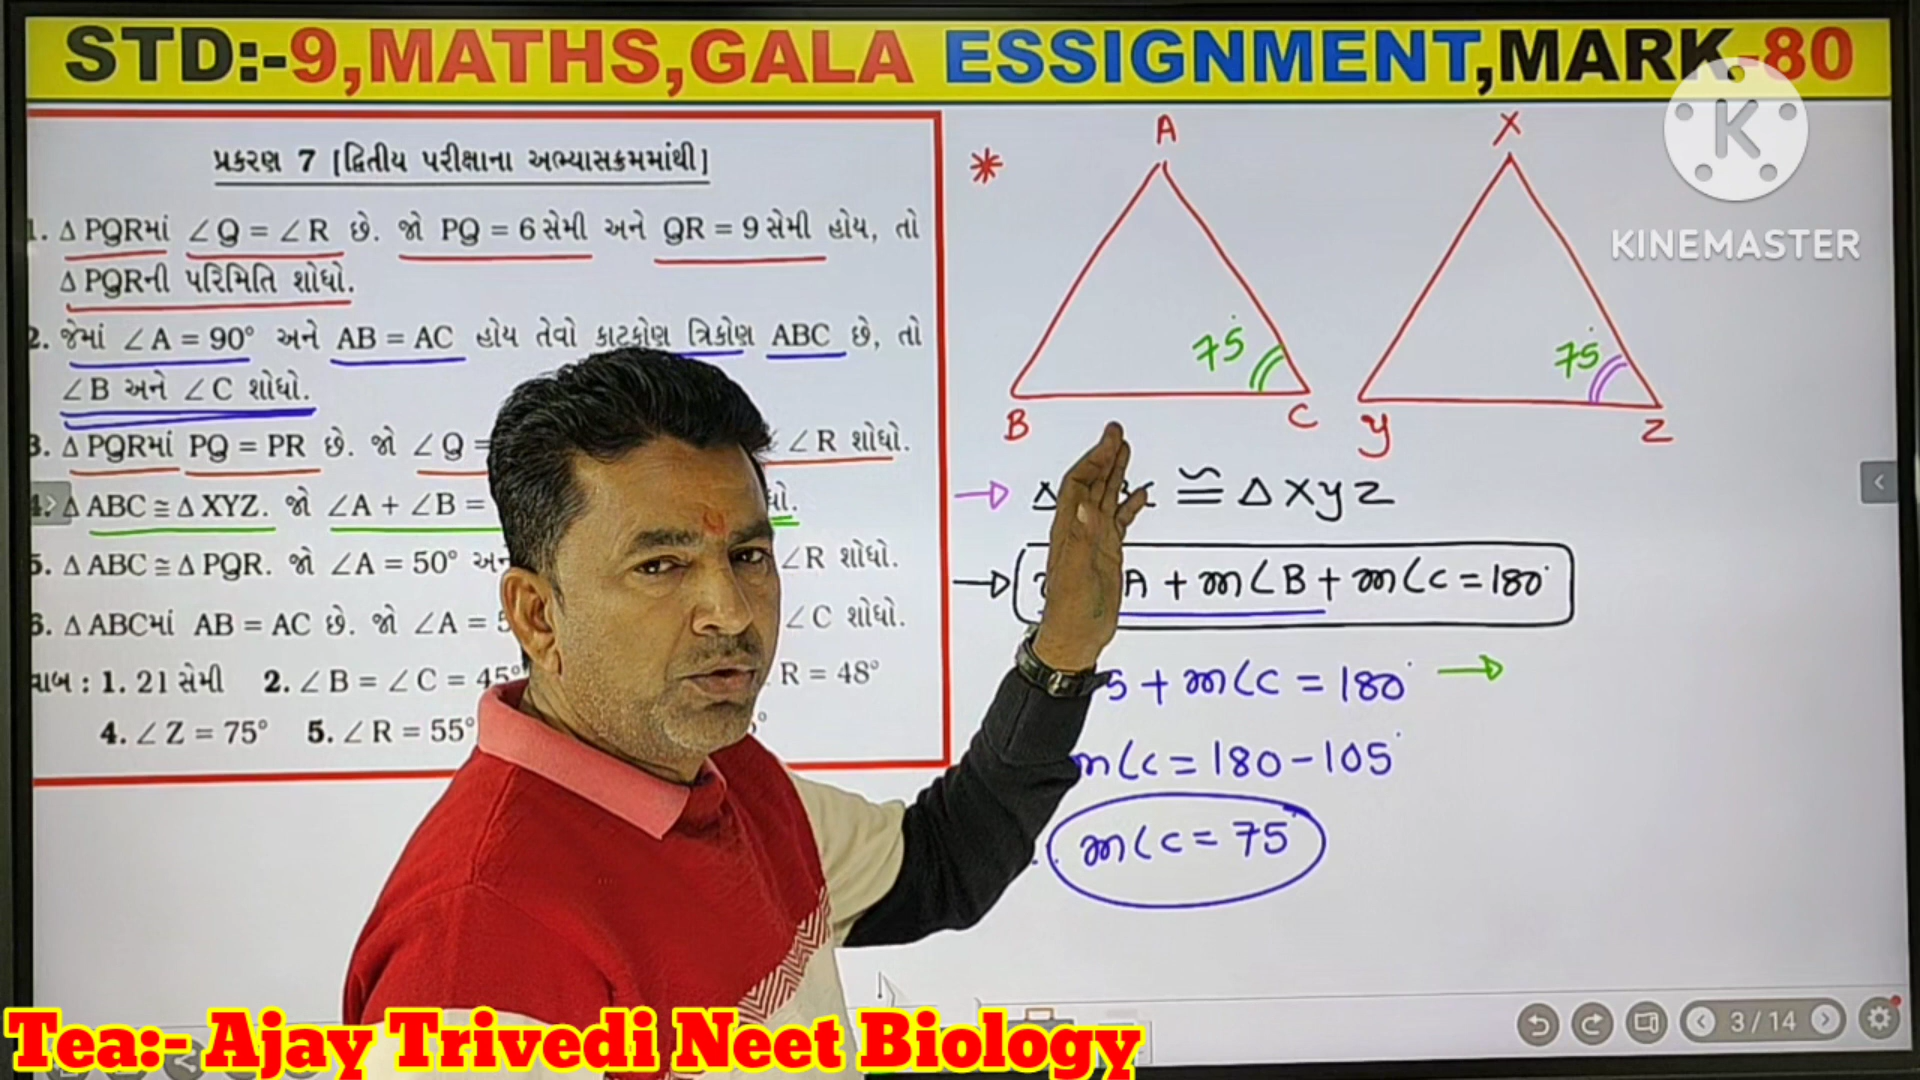 STD:-9,MATHS,GALA ESSIGNMENT,MARK-80
પ્રકરણ 7 [દ્વિતીય પરીક્ષાના અભ્યાસક્રમમાંથી]
1. Δ PQRમાં ∠Q = ∠R છે. જો PQ = 6 સેમી અને QR = 9 સેમી હોય, તો
Δ PQRની પરિમિતિ શોધો.
2. જેમાં ∠A = 90° અને AB = AC હોય તેવો કાટકોણ ત્રિકોણ ABC છે, તો
∠B અને ∠C શોધો.
3. Δ PQRમાં PQ = PR છે. જો ∠Q = ∠R શોધો.
4. Δ ABC ≅ Δ XYZ. જો ∠A + ∠B =
5. Δ ABC ≅ Δ PQR. જો ∠A = 50° ∠R શોધો.
6. Δ ABCમાં AB = AC છે. જો ∠A = 5 ∠C શોધો.
1. 21 સેમી 2. ∠B = ∠C = 45° R = 48°
4. ∠Z = 75° 5. ∠R = 55°
*
A
B
C
75°
X
y
Z
75°
KINEMASTER
→ Δ ≅ Δ XyZ
→ A + m∠B + m∠C = 180°
5 + m∠C = 180° →
m∠C = 180 - 105°
m∠C = 75°
3 / 14
Tea:- Ajay Trivedi Neet Biology